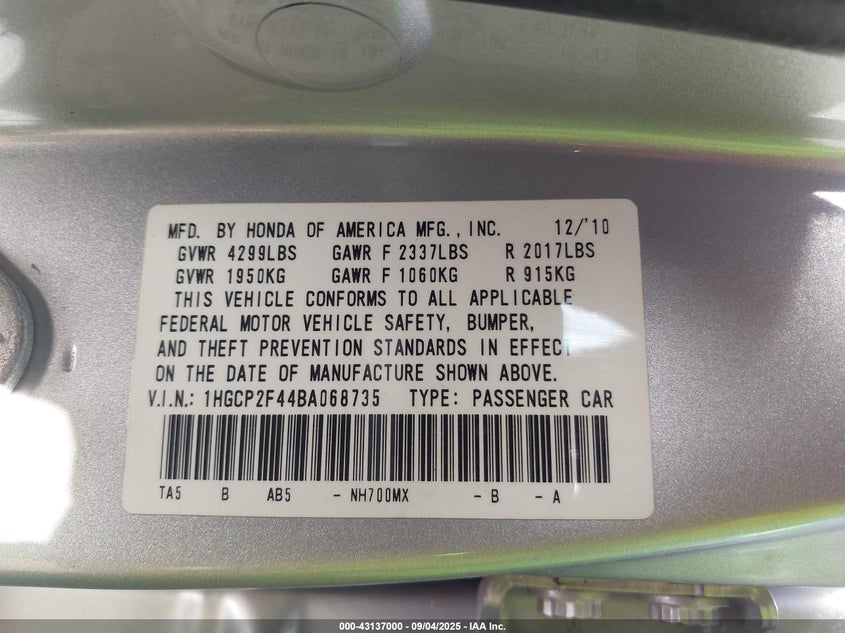 MFD. BY HONDA OF AMERICA MFG., INC. 12/'10
GVWR 4299LBS GAWR F 2337LBS R 2017LBS
GVWR 1950KG GAWR F 1060KG R 915KG
THIS VEHICLE CONFORMS TO ALL APPLICABLE
FEDERAL MOTOR VEHICLE SAFETY, BUMPER,
AND THEFT PREVENTION STANDARDS IN EFFECT
ON THE DATE OF MANUFACTURE SHOWN ABOVE.
V.I.N.: 1HGCP2F44BA068735 TYPE: PASSENGER CAR
TA5 B AB5 - NH700MX - B - A
000-43137000 - 09/04/2025 - IAA Inc.